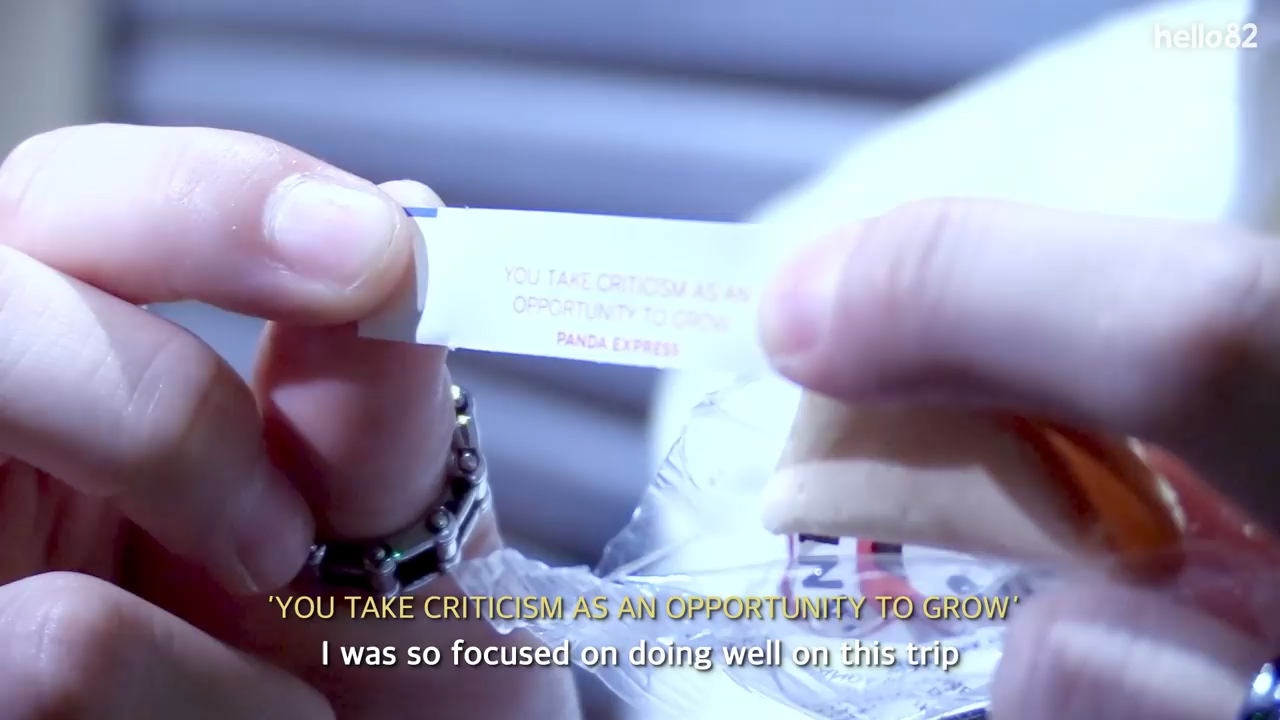 hello82
YOU TAKE CRITICISM AS AN
OPPORTUNITY TO GROW
PANDA EXPRESS
'YOU TAKE CRITICISM AS AN OPPORTUNITY TO GROW'
I was so focused on doing well on this trip